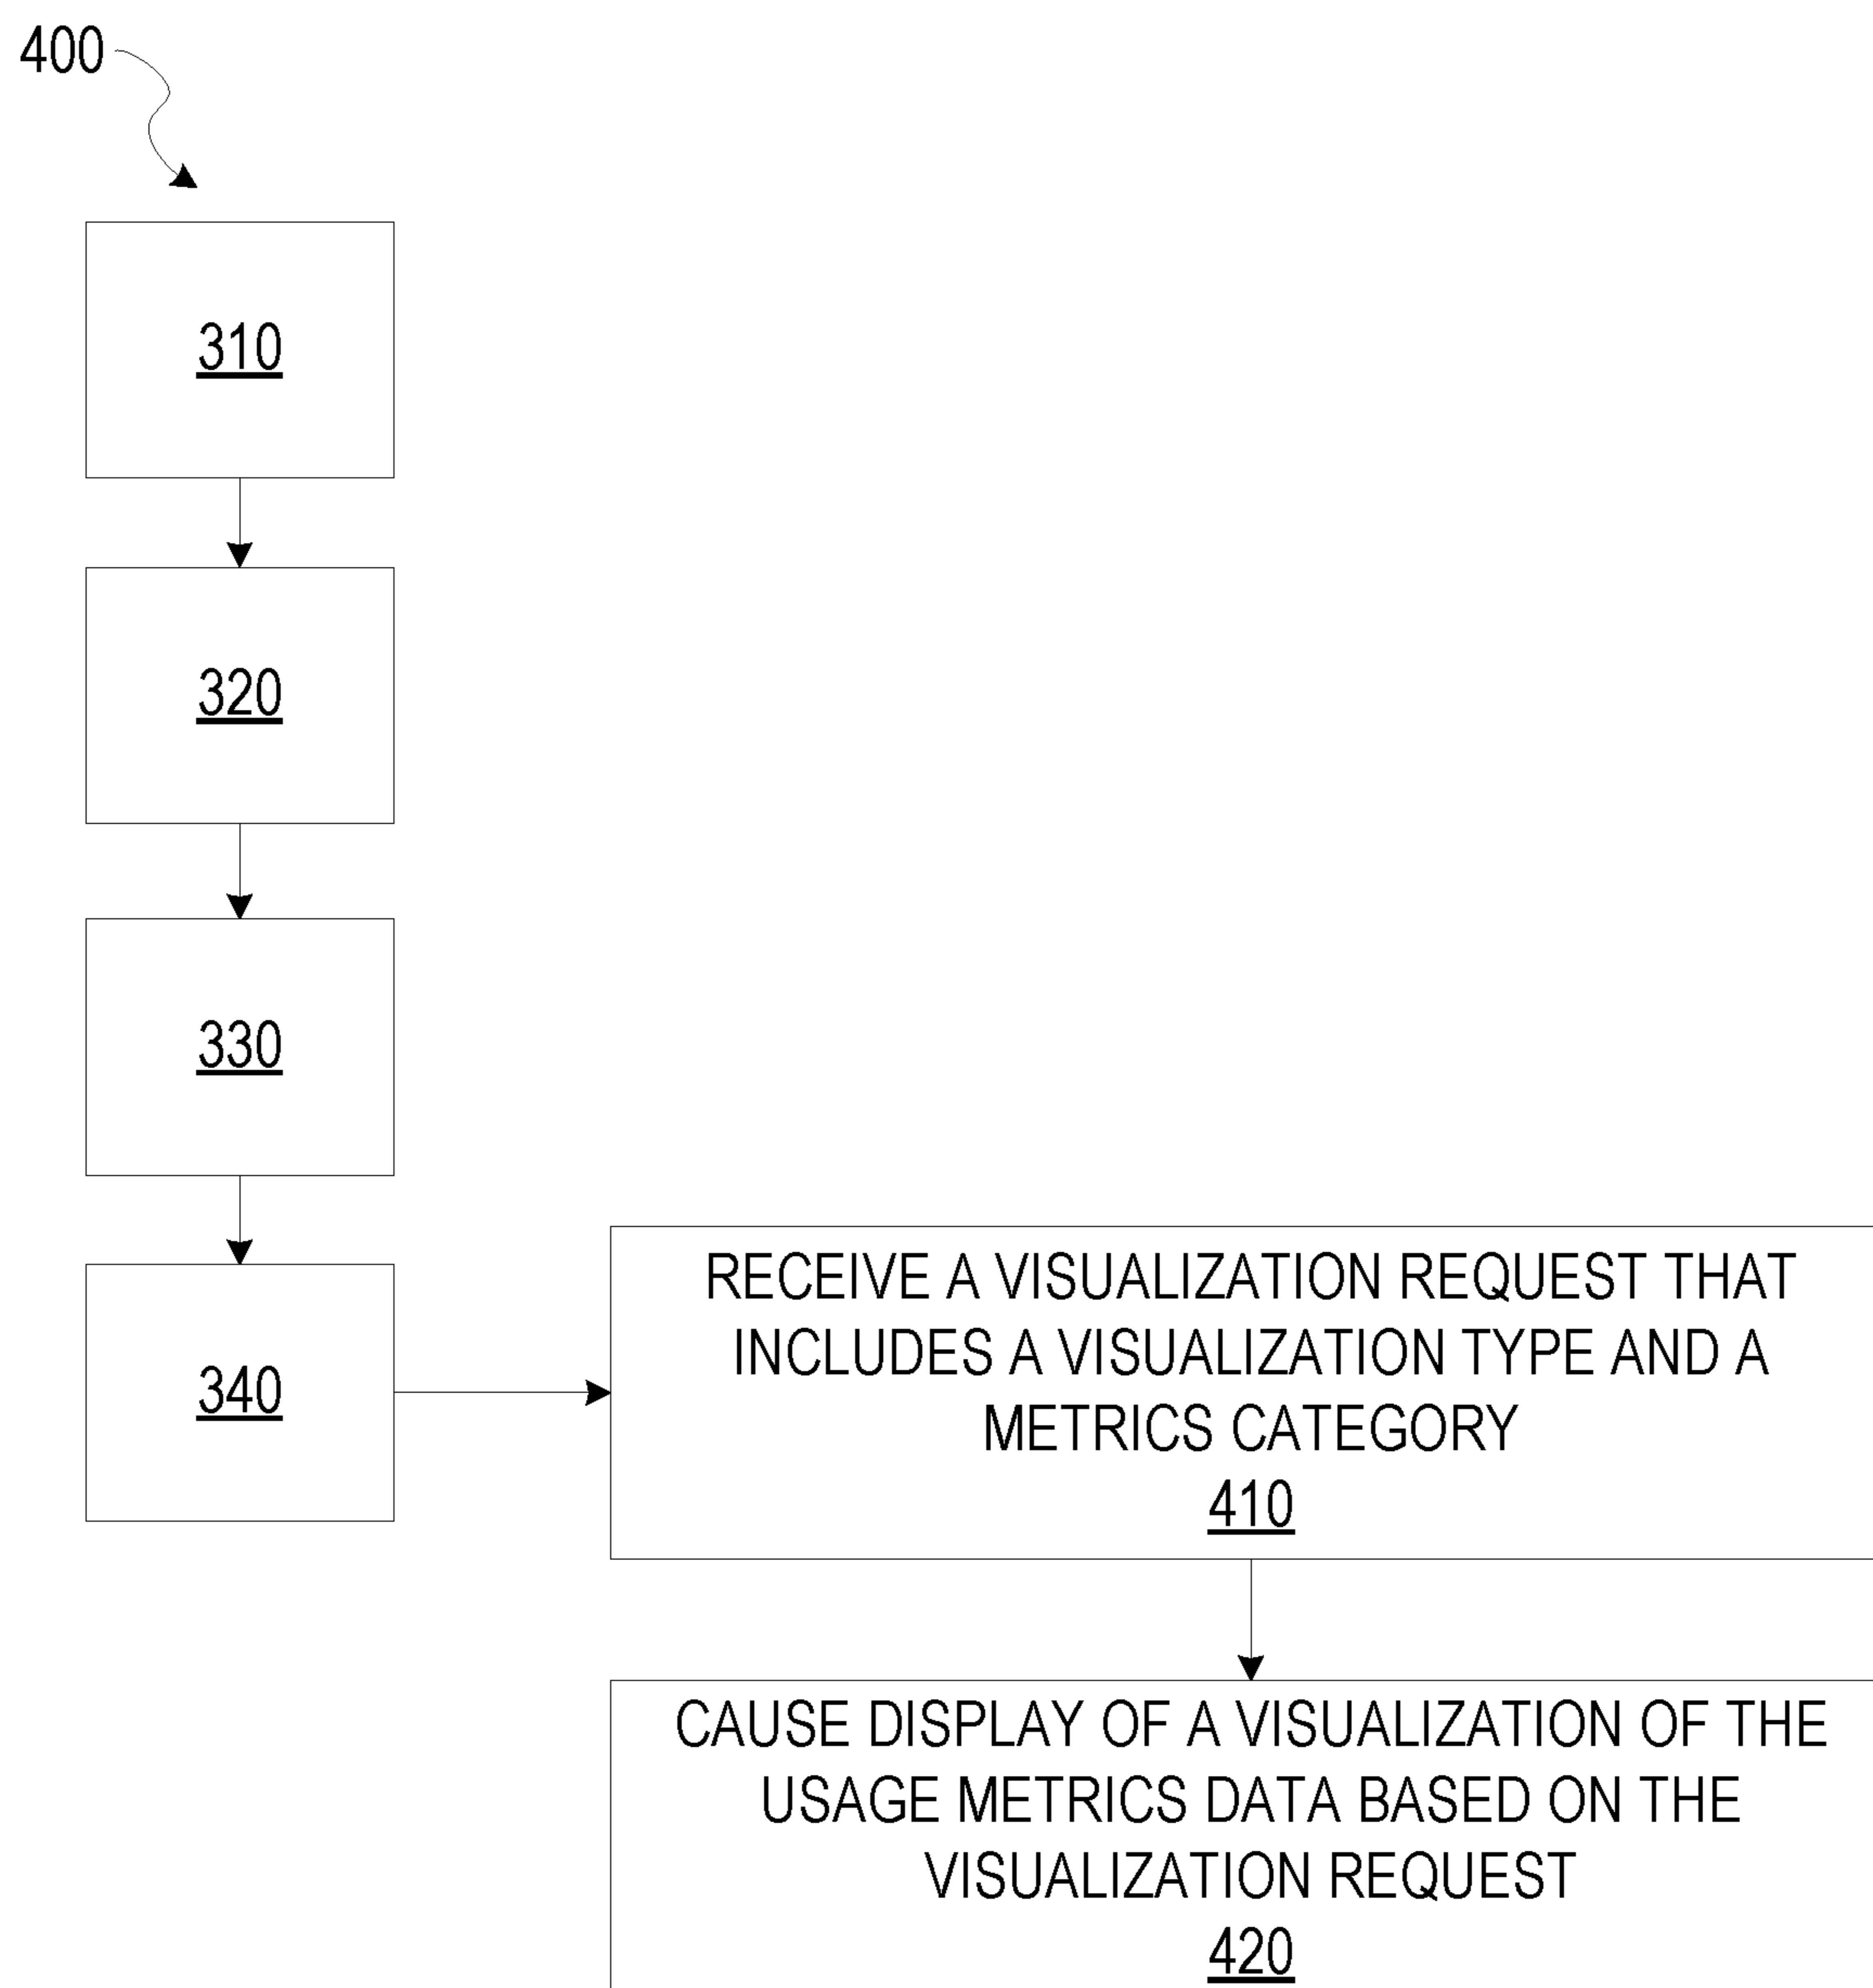 400
310
320
330
340
RECEIVE A VISUALIZATION REQUEST THAT
INCLUDES A VISUALIZATION TYPE AND A
METRICS CATEGORY
410
CAUSE DISPLAY OF A VISUALIZATION OF THE
USAGE METRICS DATA BASED ON THE
VISUALIZATION REQUEST
420